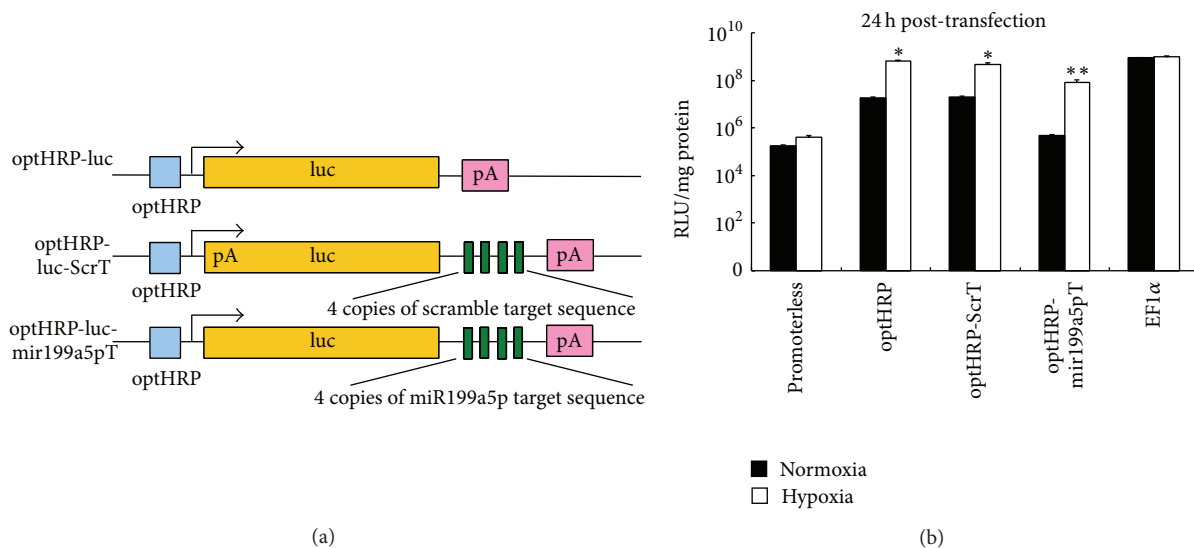 optHRP-luc
luc
pA
optHRP
optHRP-
luc-ScrT
pA
luc
pA
optHRP
4 copies of scramble target sequence
optHRP-luc-
mir199a5pT
luc
pA
optHRP
4 copies of miR199a5p target sequence
(a)
24 h post-transfection
RLU/mg protein
10^10
10^8
10^6
10^4
10^2
0
*
*
**
Promoterless
optHRP
optHRP-ScrT
optHRP-
mir199a5pT
EF1α
Normoxia
Hypoxia
(b)